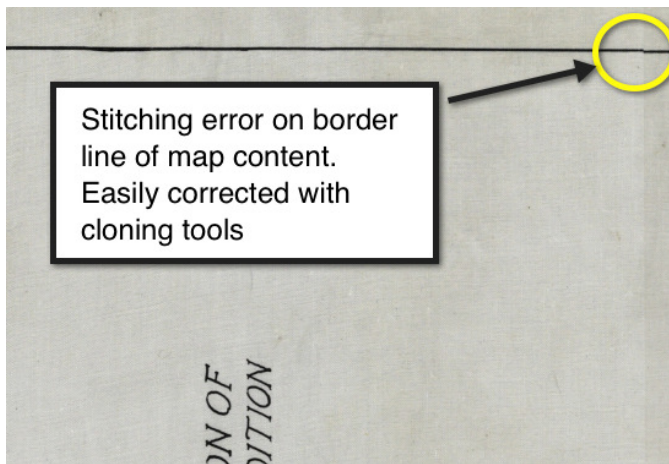 Stitching error on border
line of map content.
Easily corrected with
cloning tools
ON OF
DITION